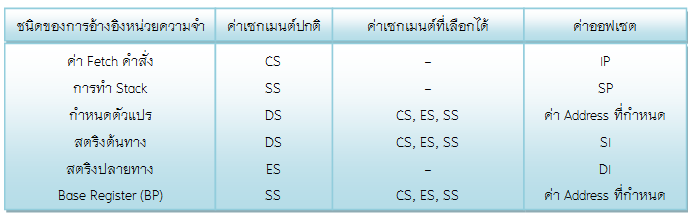 ชนิดของการอ้างอิงหน่วยความจำ ค่าเซกเมนต์ปกติ ค่าเซกเมนต์ที่เลือกได้ ค่าออฟเซต
ค่า Fetch คำสั่ง CS – IP
การทำ Stack SS – SP
กำหนดตัวแปร DS CS, ES, SS ค่า Address ที่กำหนด
สตริงต้นทาง DS CS, ES, SS SI
สตริงปลายทาง ES – DI
Base Register (BP) SS CS, ES, SS ค่า Address ที่กำหนด